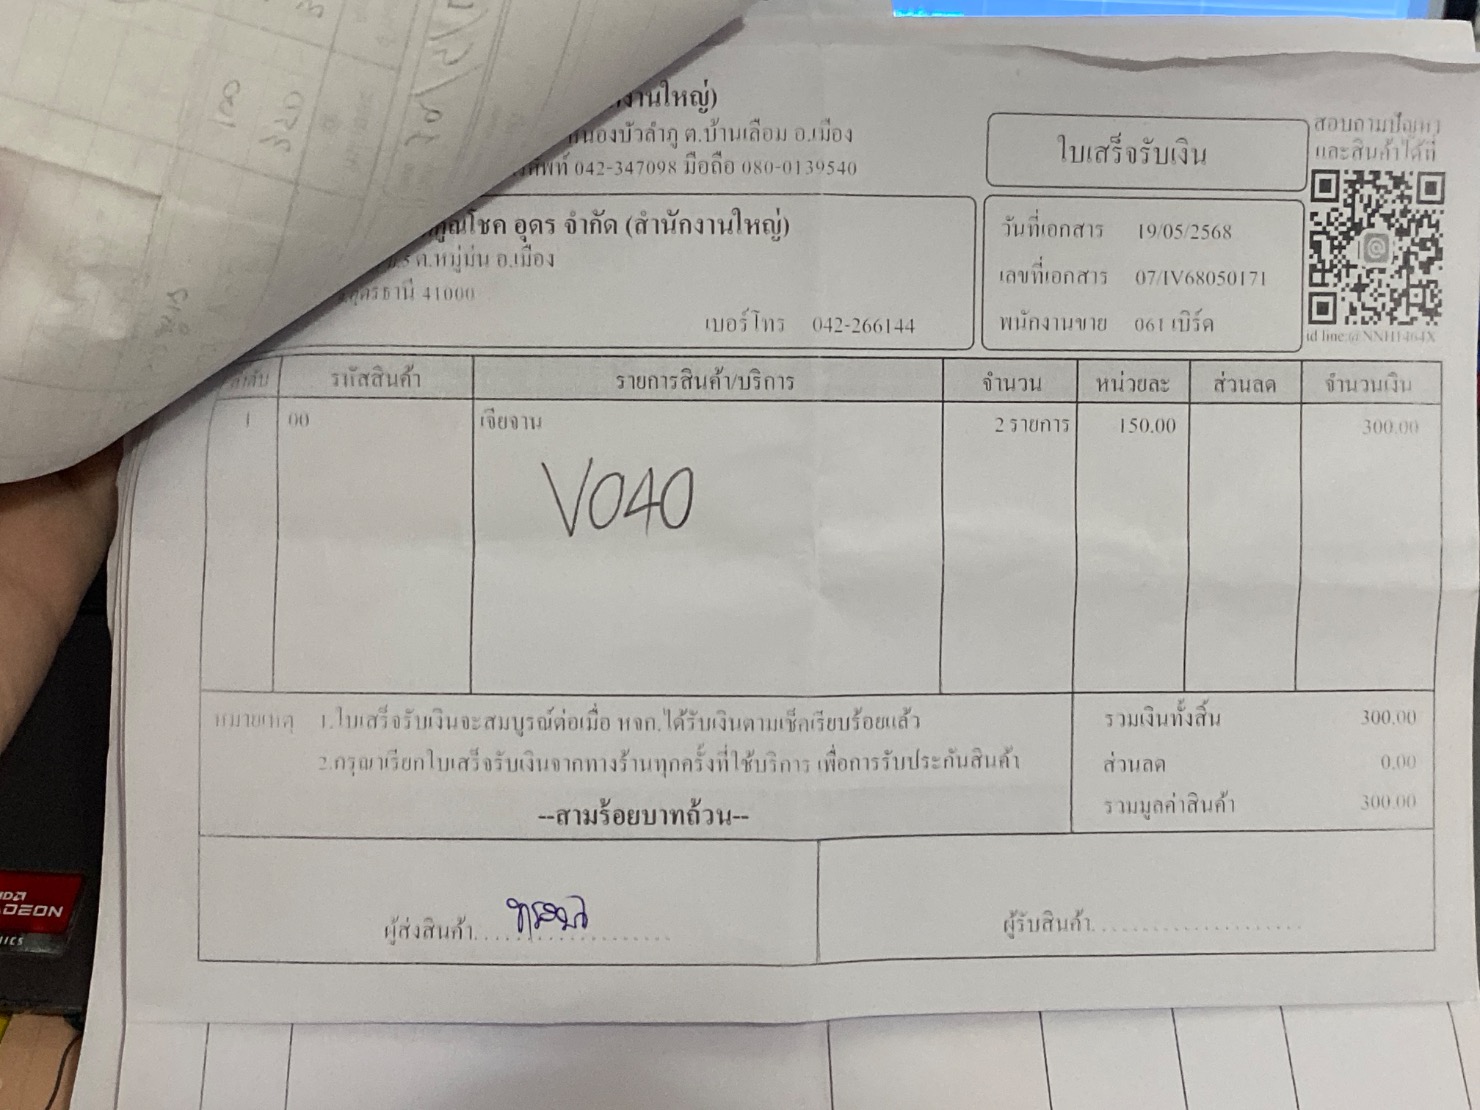 งานใหญ่)
หนองบัวลำภู ต.บ้านเลื่อม อ.เมือง
042-347098 มือถือ 080-0139540
ใบเสร็จรับเงิน
สอบถามปัญหา
และสินค้าได้ที่
พูนโชค อุดร จำกัด (สำนักงานใหญ่)
ต.หมู่ม่น อ.เมือง
อุดรธานี 41000
เบอร์โทร 042-266144
วันที่เอกสาร 19/05/2568
เลขที่เอกสาร 07/IV68050171
พนักงานขาย 061 เบิร์ด
id line:@NNH1464X
ลำดับ รหัสสินค้า รายการสินค้า/บริการ จำนวน หน่วยละ ส่วนลด จำนวนเงิน
1 00 เจียจาน 2 รายการ 150.00 300.00
V040
หมายเหตุ 1.ใบเสร็จรับเงินจะสมบูรณ์ต่อเมื่อ หจก.ได้รับเงินตามเช็คเรียบร้อยแล้ว
2.กรุณาเรียกใบเสร็จรับเงินจากทางร้านทุกครั้งที่ใช้บริการ เพื่อการรับประกันสินค้า
--สามร้อยบาทถ้วน--
รวมเงินทั้งสิ้น 300.00
ส่วนลด 0.00
รวมมูลค่าสินค้า 300.00
ผู้ส่งสินค้า
ผู้รับสินค้า